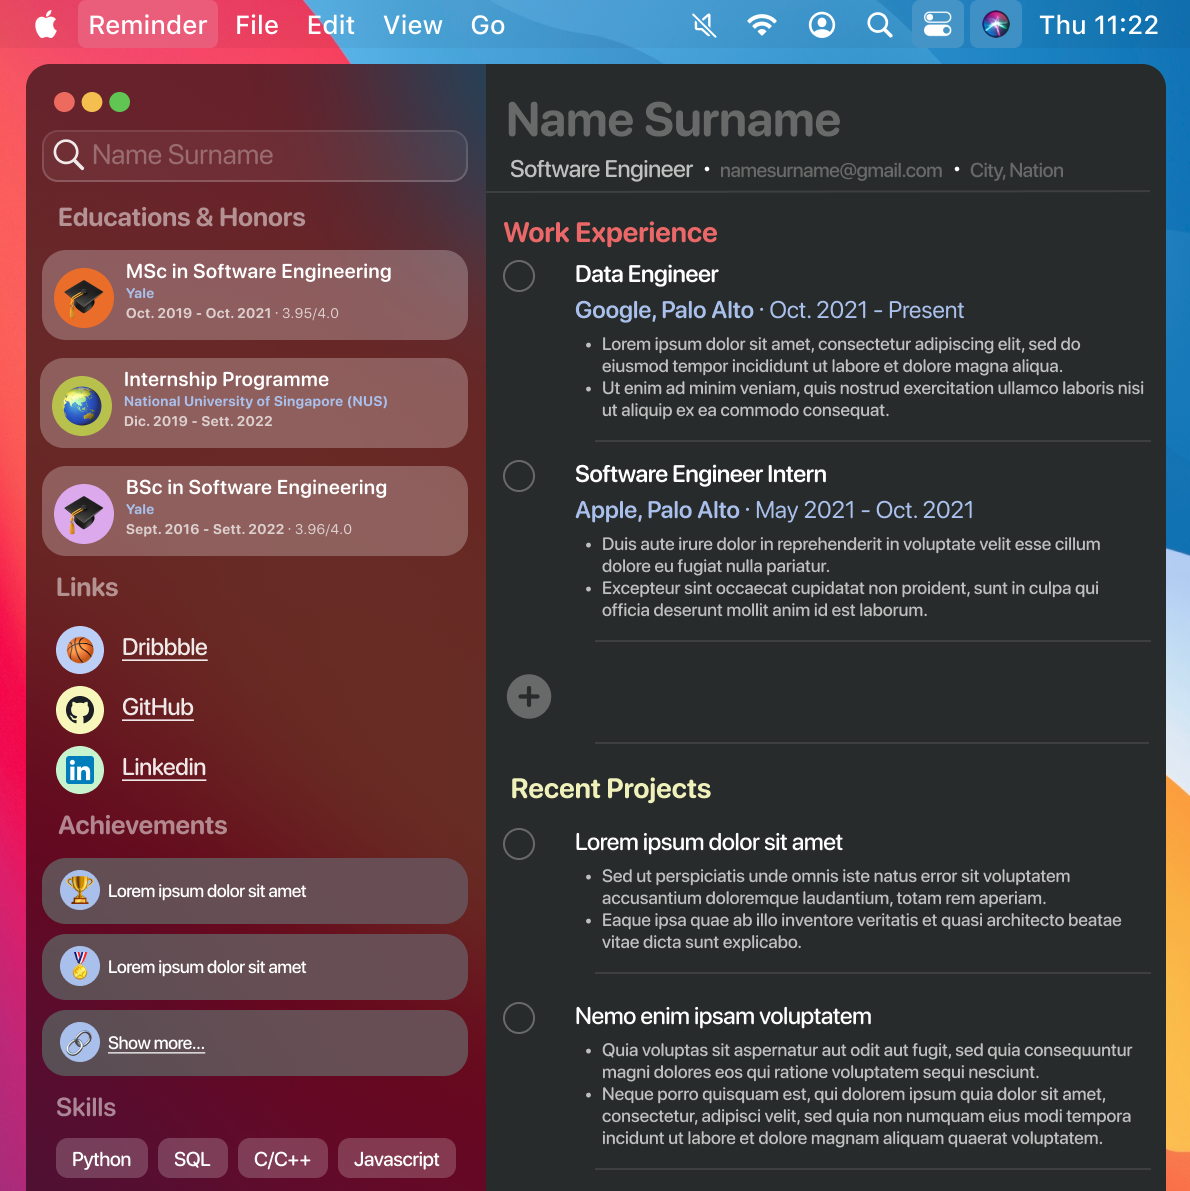 Reminder File Edit View Go Thu 11:22
Name Surname
Educations & Honors
MSc in Software Engineering
Yale
Oct. 2019 - Oct. 2021 · 3.95/4.0
Internship Programme
National University of Singapore (NUS)
Dic. 2019 - Sett. 2022
BSc in Software Engineering
Yale
Sept. 2016 - Sett. 2022 · 3.96/4.0
Links
Dribbble
GitHub
in
Linkedin
Achievements
Lorem ipsum dolor sit amet
Lorem ipsum dolor sit amet
Show more...
Skills
Python SQL C/C++ Javascript
Name Surname
Software Engineer • namesurname@gmail.com • City, Nation
Work Experience
Data Engineer
Google, Palo Alto · Oct. 2021 - Present
• Lorem ipsum dolor sit amet, consectetur adipiscing elit, sed do
eiusmod tempor incididunt ut labore et dolore magna aliqua.
• Ut enim ad minim veniam, quis nostrud exercitation ullamco laboris nisi
ut aliquip ex ea commodo consequat.
Software Engineer Intern
Apple, Palo Alto · May 2021 - Oct. 2021
• Duis aute irure dolor in reprehenderit in voluptate velit esse cillum
dolore eu fugiat nulla pariatur.
• Excepteur sint occaecat cupidatat non proident, sunt in culpa qui
officia deserunt mollit anim id est laborum.
Recent Projects
Lorem ipsum dolor sit amet
• Sed ut perspiciatis unde omnis iste natus error sit voluptatem
accusantium doloremque laudantium, totam rem aperiam.
• Eaque ipsa quae ab illo inventore veritatis et quasi architecto beatae
vitae dicta sunt explicabo.
Nemo enim ipsam voluptatem
• Quia voluptas sit aspernatur aut odit aut fugit, sed quia consequuntur
magni dolores eos qui ratione voluptatem sequi nesciunt.
• Neque porro quisquam est, qui dolorem ipsum quia dolor sit amet,
consectetur, adipisci velit, sed quia non numquam eius modi tempora
incidunt ut labore et dolore magnam aliquam quaerat voluptatem.